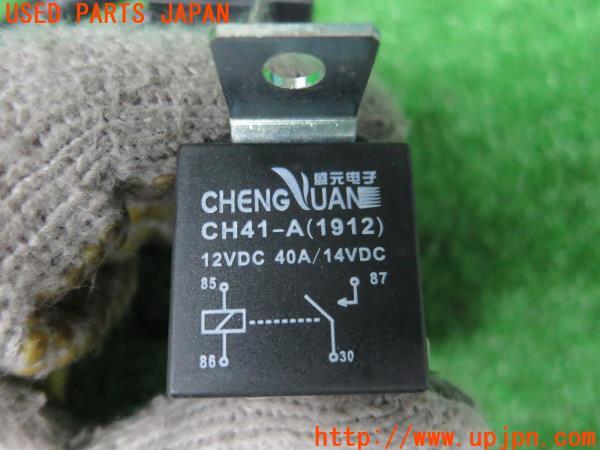 USED PARTS JAPAN
盛元电子
CHENGYUAN
CH41-A(1912)
12VDC 40A/14VDC
85
87
86
30
http://www.upjpn.com